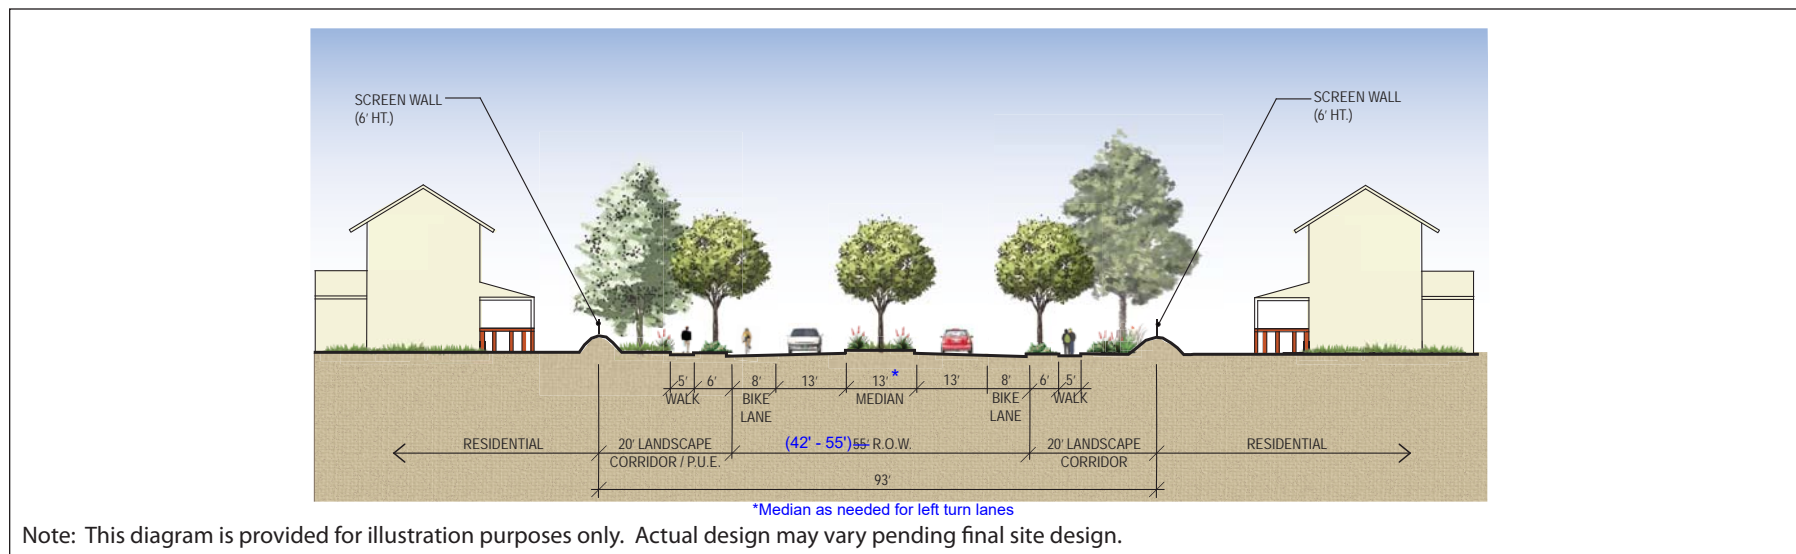 SCREEN WALL
(6' HT.)
SCREEN WALL
(6' HT.)
5' 6' 8' 13' 13' * 13' 8' 6' 5'
WALK BIKE MEDIAN BIKE WALK
LANE LANE
RESIDENTIAL 20' LANDSCAPE (42' - 55') 55' R.O.W. 20' LANDSCAPE RESIDENTIAL
CORRIDOR / P.U.E. CORRIDOR
93'
*Median as needed for left turn lanes
Note: This diagram is provided for illustration purposes only. Actual design may vary pending final site design.